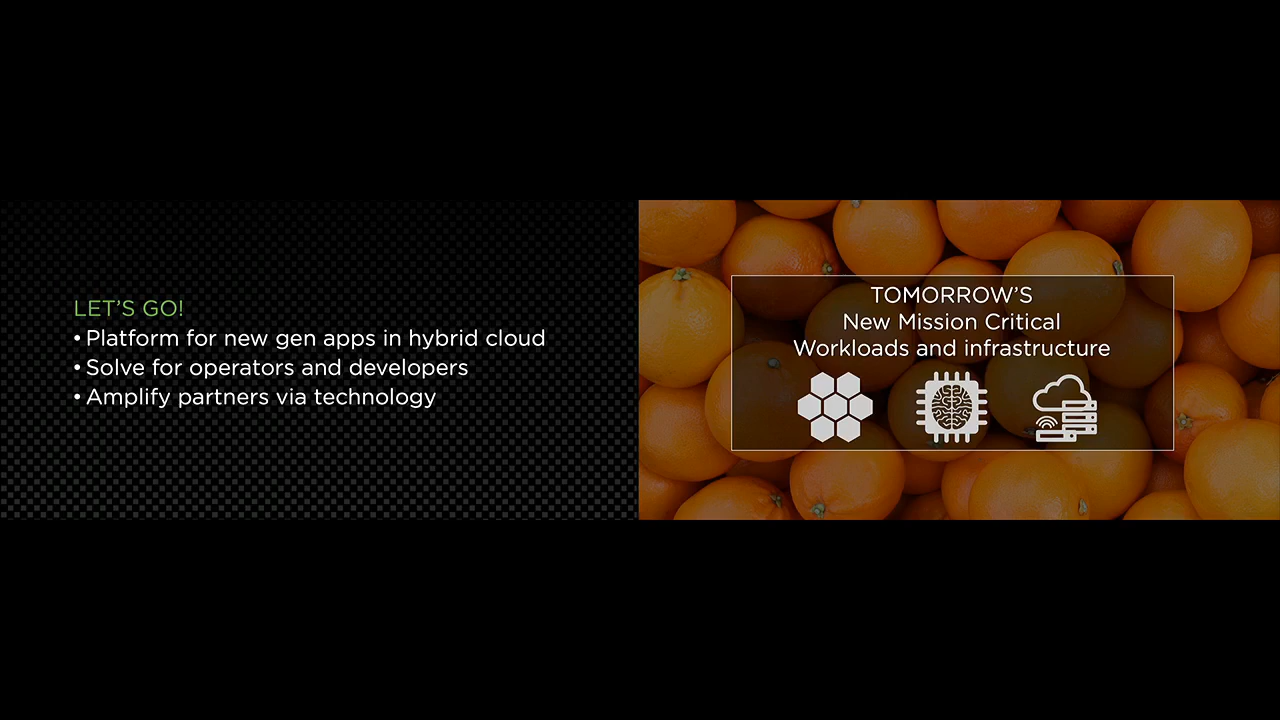 LET'S GO!
• Platform for new gen apps in hybrid cloud
• Solve for operators and developers
• Amplify partners via technology
TOMORROW'S
New Mission Critical
Workloads and infrastructure